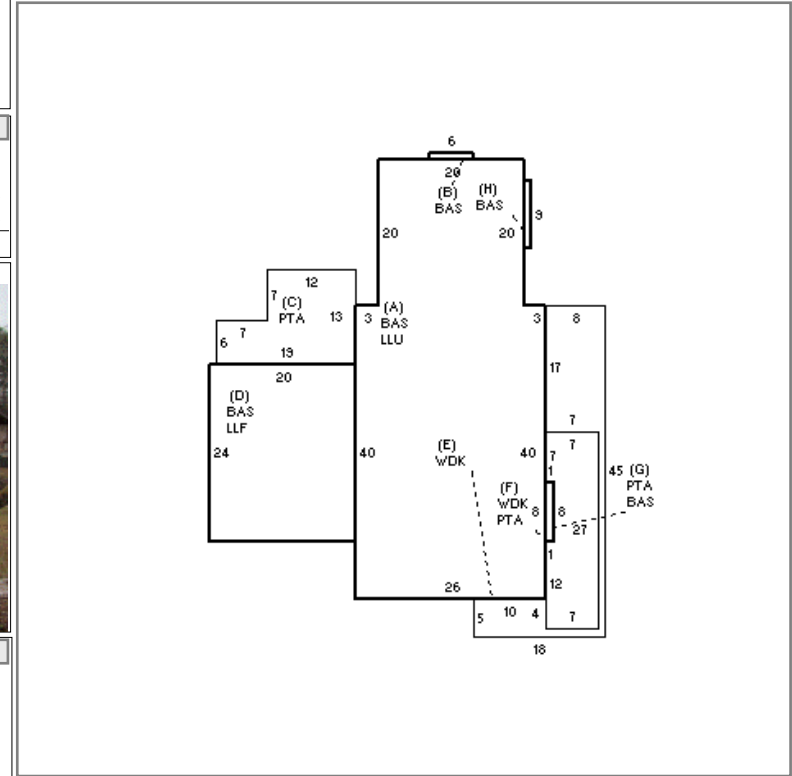 6
20
(B)
BAS
(H)
BAS
9
20
20
12
7
(C)
PTA
13
3
(A)
BAS
LLU
3
8
6
7
19
20
17
(D)
BAS
LLF
7
7
24
40
(E)
WDK
40
7
1
45
(G)
PTA
BAS
(F)
WDK
PTA
8
8
27
1
26
12
5
10
4
7
18